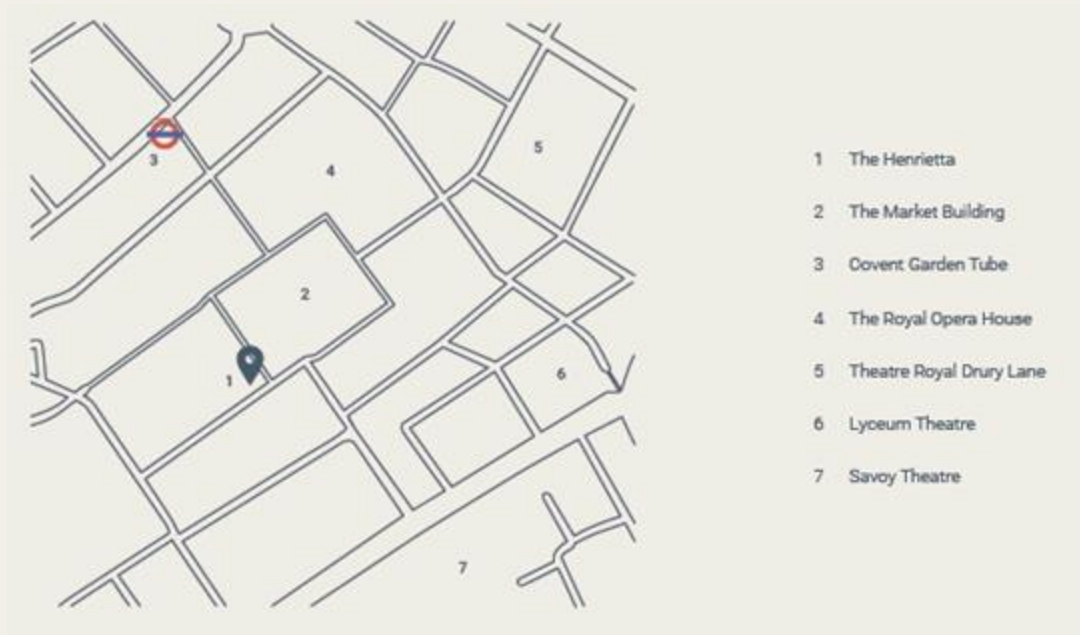 3
5
4
2
1
6
7
1 The Henrietta
2 The Market Building
3 Covent Garden Tube
4 The Royal Opera House
5 Theatre Royal Drury Lane
6 Lyceum Theatre
7 Savoy Theatre